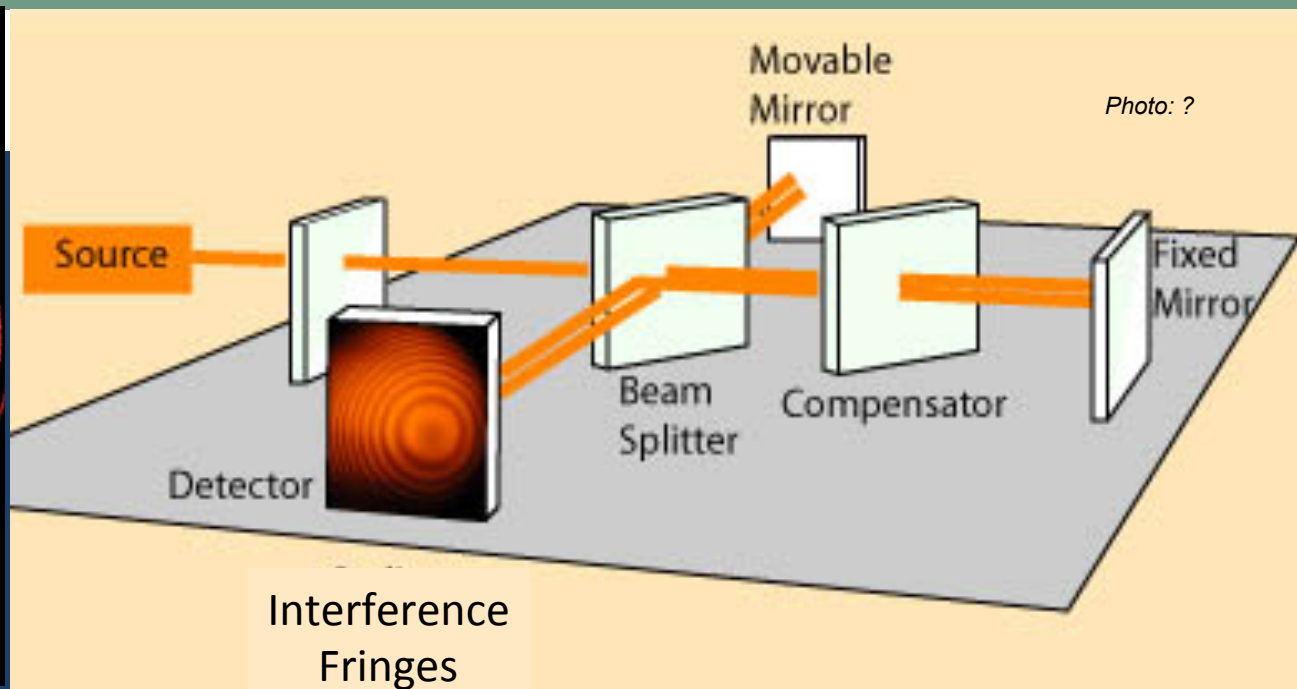 Movable
Mirror
Photo: ?
Source
Fixed
Mirror
Beam
Splitter
Compensator
Detector
Interference
Fringes